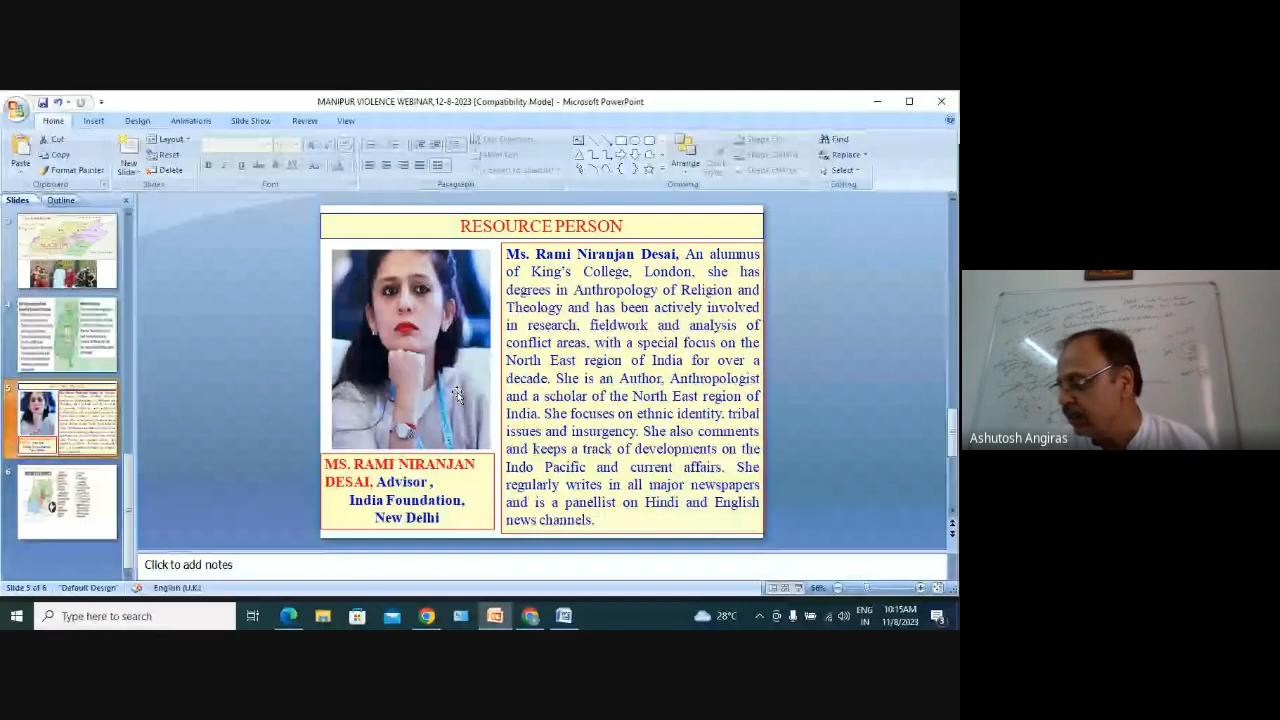 MANIPUR VIOLENCE WEBINAR,12-8-2023 [Compatibility Mode] - Microsoft PowerPoint
Home Insert Design Animations Slide Show Review View
Paste
Cut
Copy
Format Painter
Clipboard
New
Slide
Layout
Reset
Delete
Slides
Font
Paragraph
Arrange
Drawing
Find
Replace
Select
Editing
Slides Outline
4
5
6
RESOURCE PERSON
Ms. Rami Niranjan Desai, An alumnus
of King's College, London, she has
degrees in Anthropology of Religion and
Theology and has been actively involved
in research, fieldwork and analysis of
conflict areas, with a special focus on the
North East region of India for over a
decade. She is an Author, Anthropologist
and a scholar of the North East region of
India. She focuses on ethnic identity, tribal
issues and insurgency. She also comments
and keeps a track of developments on the
Indo Pacific and current affairs. She
regularly writes in all major newspapers
and is a panellist on Hindi and English
news channels.
MS. RAMI NIRANJAN
DESAI, Advisor ,
India Foundation,
New Delhi
Click to add notes
Slide 5 of 6 "Default Design" English (U.K.) 66%
Type here to search
28°C
ENG
IN
10:15AM
11/8/2023
Ashutosh Angiras